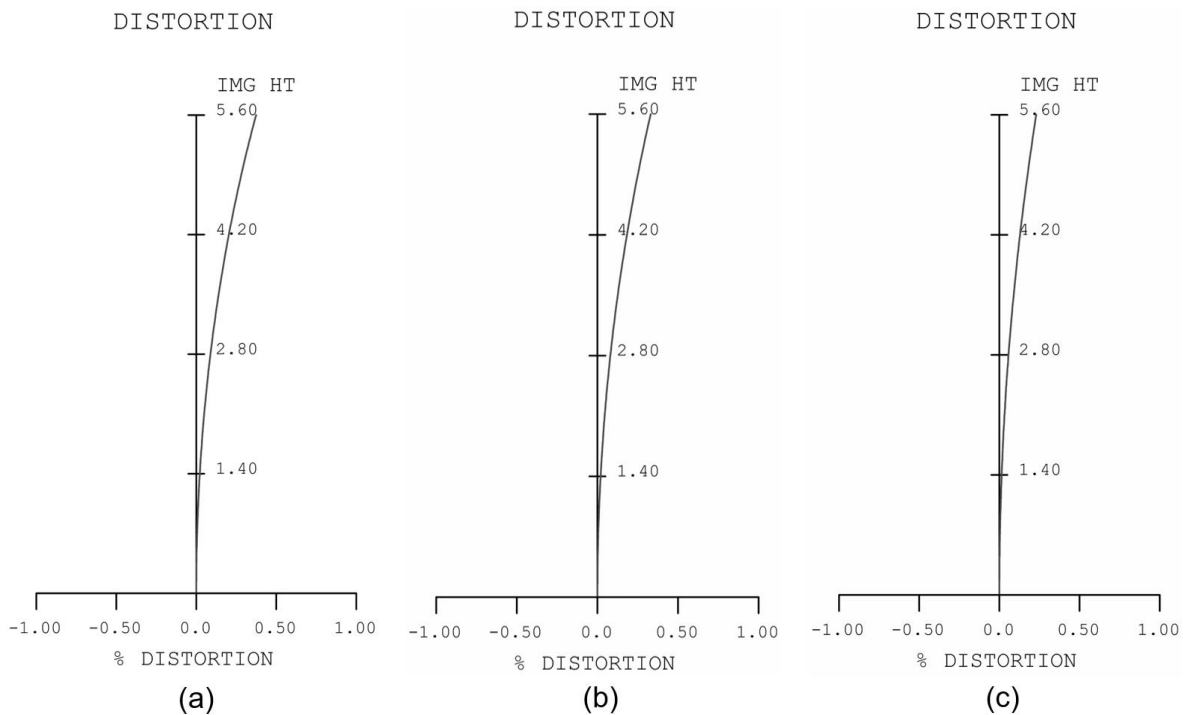 DISTORTION
IMG HT
5.60
4.20
2.80
1.40
-1.00 -0.50 0.0 0.50 1.00
% DISTORTION
(a)
DISTORTION
IMG HT
5.60
4.20
2.80
1.40
-1.00 -0.50 0.0 0.50 1.00
% DISTORTION
(b)
DISTORTION
IMG HT
5.60
4.20
2.80
1.40
-1.00 -0.50 0.0 0.50 1.00
% DISTORTION
(c)